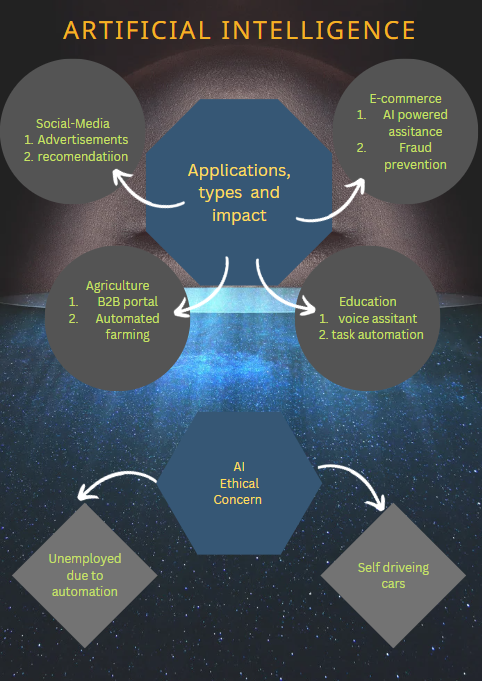 ARTIFICIAL INTELLIGENCE
Social-Media
1. Advertisements
2. recomendatiion
E-commerce
1. AI powered
assitance
2. Fraud
prevention
Applications,
types and
impact
Agriculture
1. B2B portal
2. Automated
farming
Education
1. voice assitant
2. task automation
AI
Ethical
Concern
Unemployed
due to
automation
Self driveing
cars